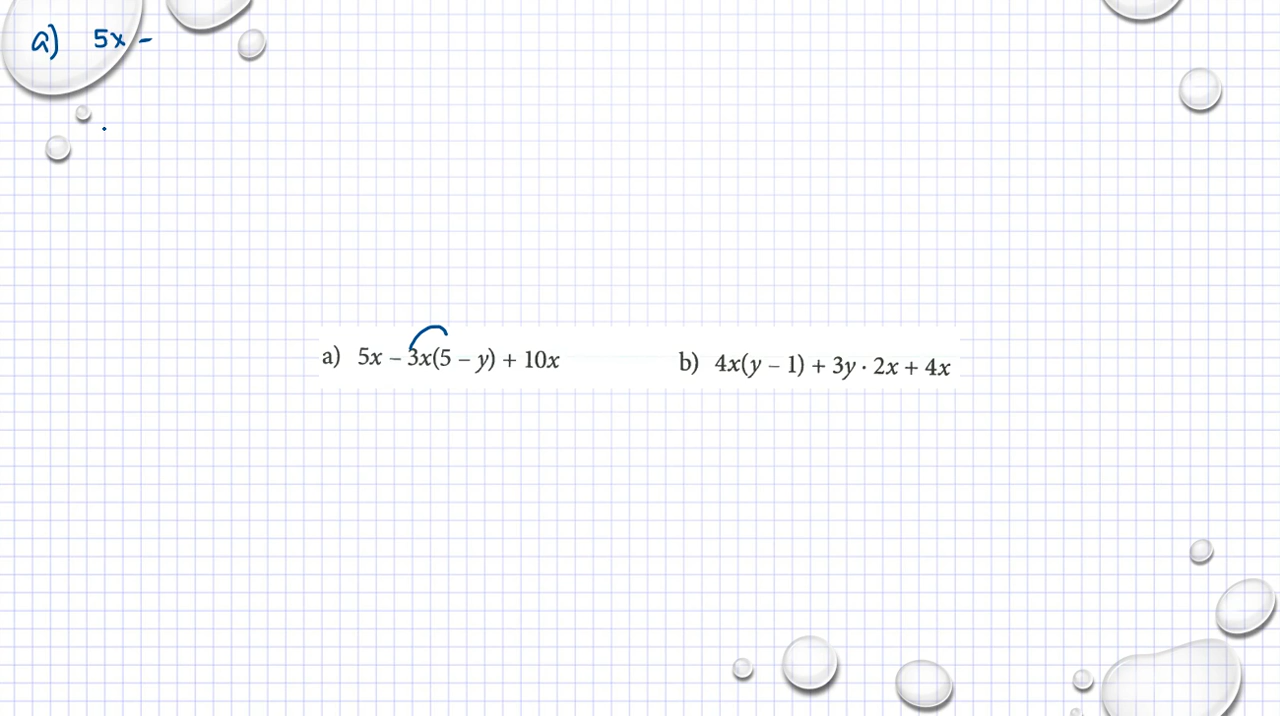 a) 5x -
a) 5x − 3x(5 − y) + 10x
b) 4x(y − 1) + 3y · 2x + 4x